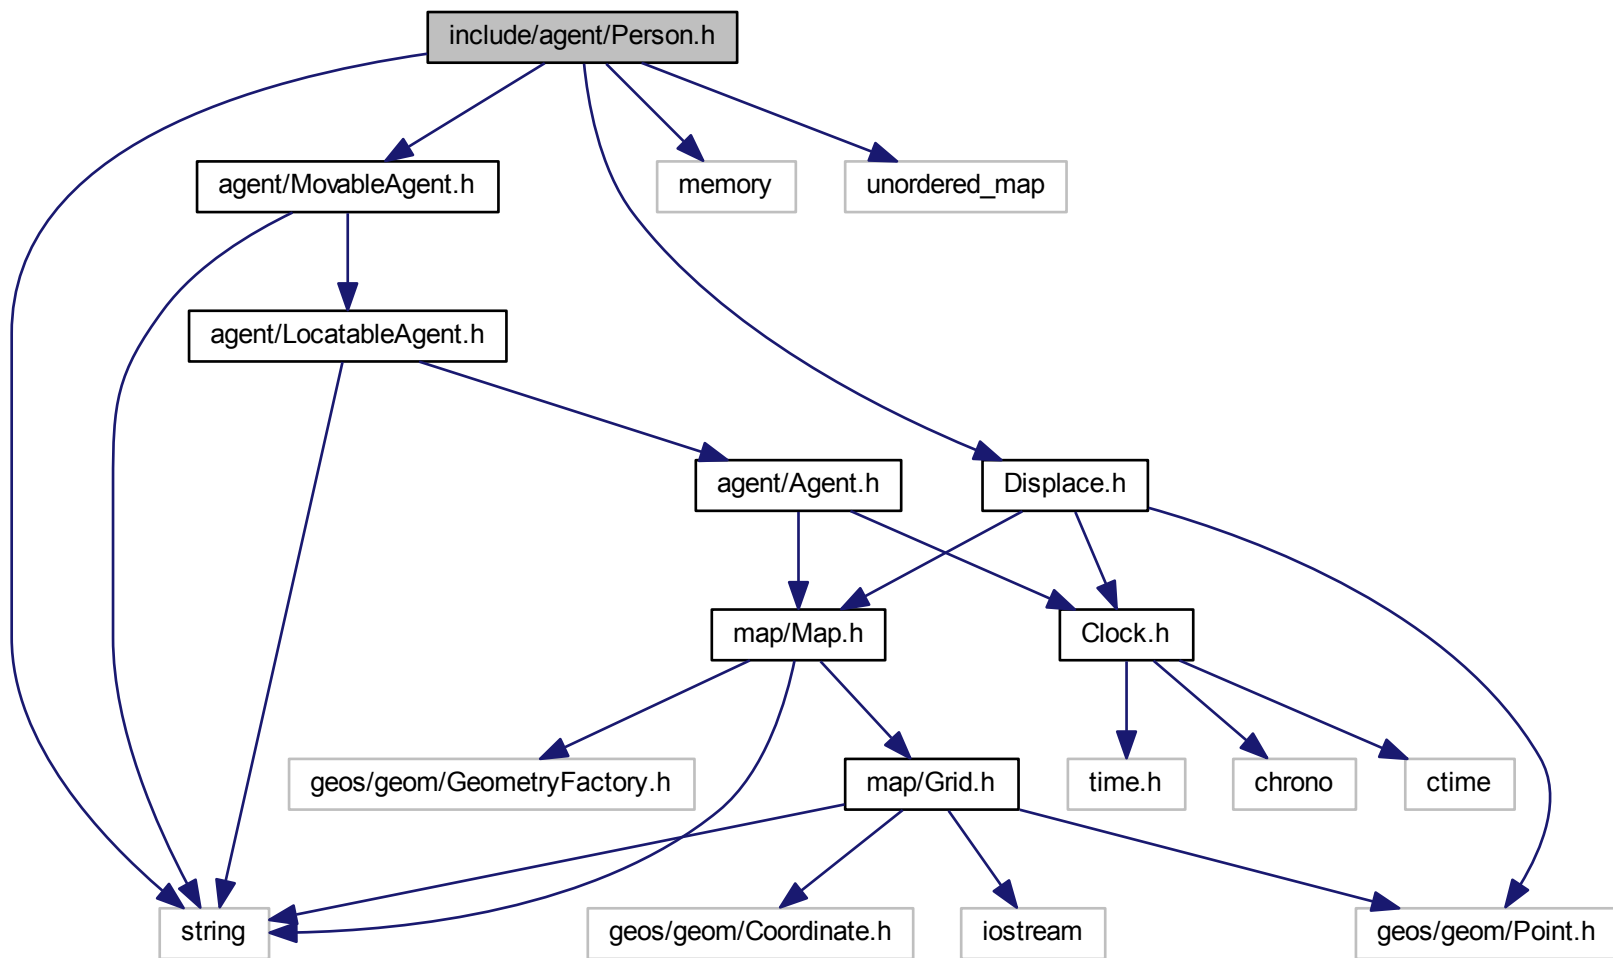 include/agent/Person.h
agent/MovableAgent.h
memory
unordered_map
agent/LocatableAgent.h
agent/Agent.h
Displace.h
map/Map.h
Clock.h
geos/geom/GeometryFactory.h
map/Grid.h
time.h
chrono
ctime
string
geos/geom/Coordinate.h
iostream
geos/geom/Point.h